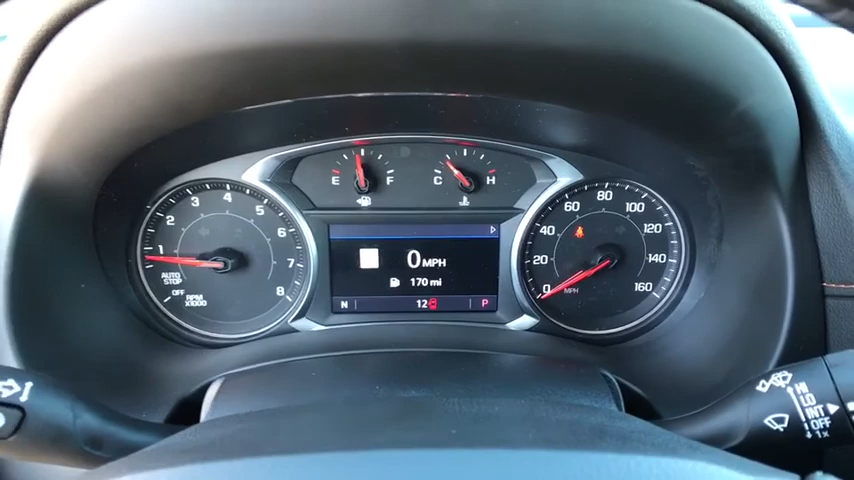 E F
C H
1 2 3 4 5 6 7 8
AUTO STOP
OFF
RPM
X1000
0 MPH
170 mi
N 12 P
0 20 40 60 80 100 120 140 160
MPH
HI
LO
INT
OFF
1x